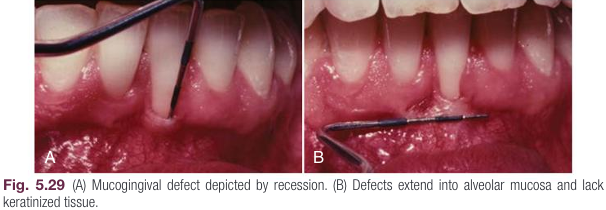 A
B
Fig. 5.29 (A) Mucogingival defect depicted by recession. (B) Defects extend into alveolar mucosa and lack
keratinized tissue.